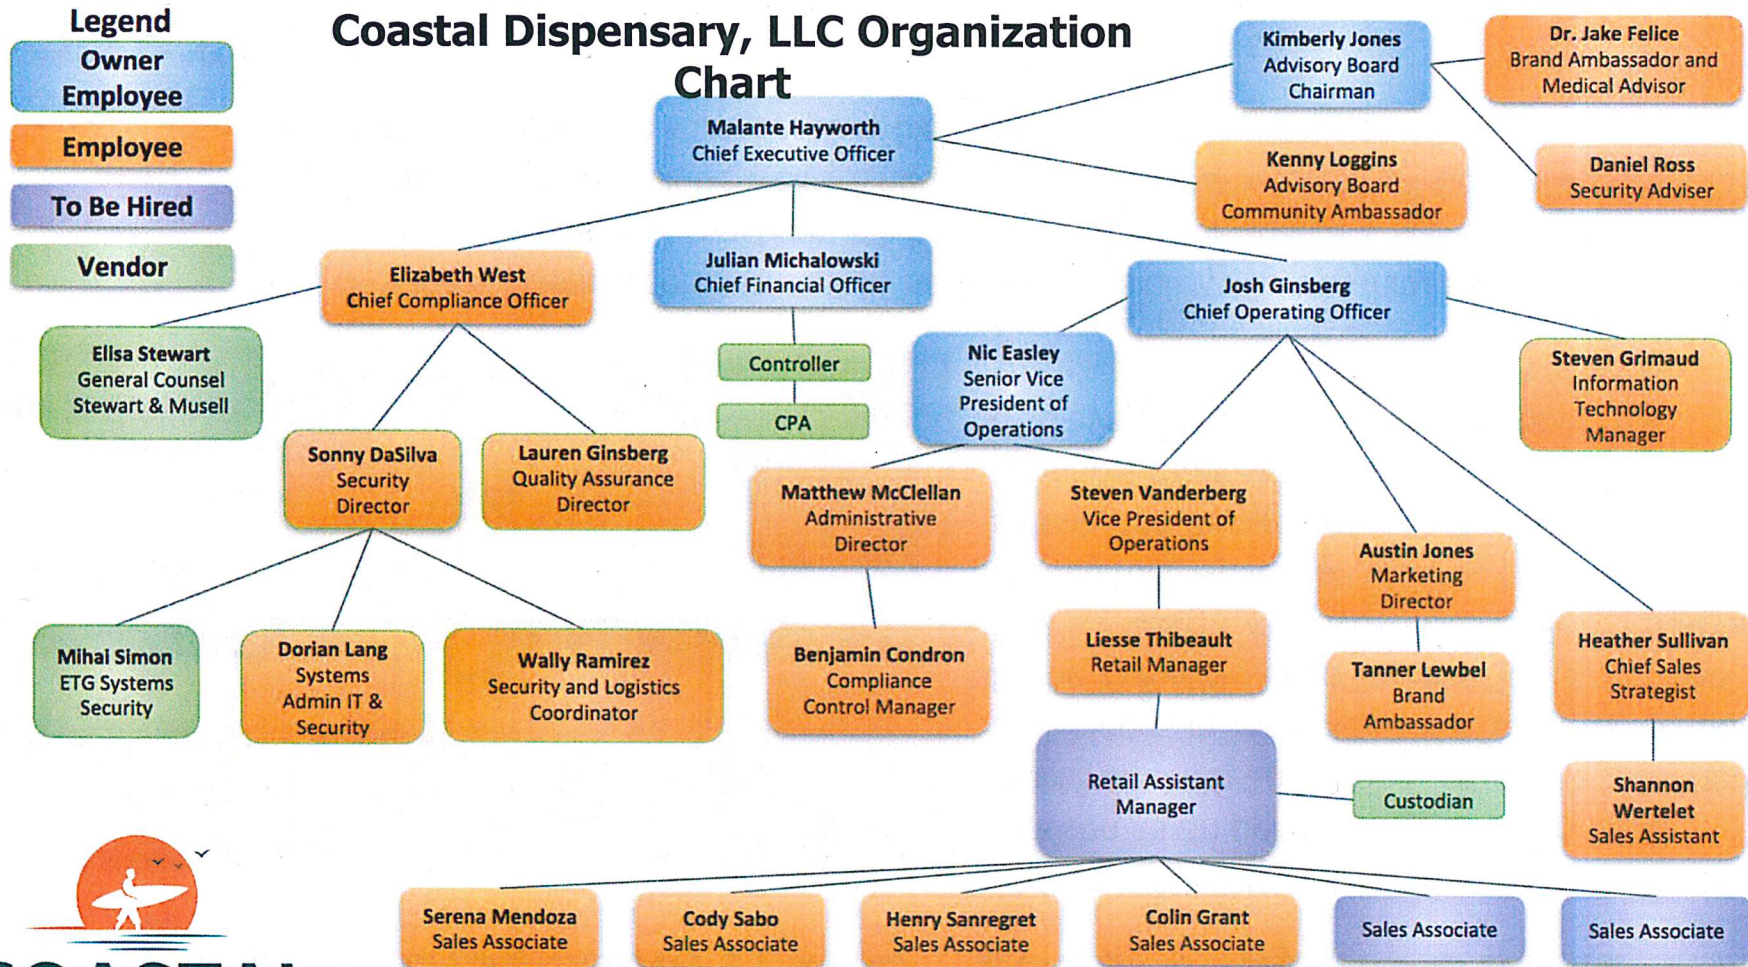 Legend
Owner
Employee
Employee
To Be Hired
Vendor
Coastal Dispensary, LLC Organization
Chart
Kimberly Jones
Advisory Board
Chairman
Dr. Jake Felice
Brand Ambassador and
Medical Advisor
Malante Hayworth
Chief Executive Officer
Kenny Loggins
Advisory Board
Community Ambassador
Daniel Ross
Security Adviser
Elizabeth West
Chief Compliance Officer
Julian Michalowski
Chief Financial Officer
Josh Ginsberg
Chief Operating Officer
Elisa Stewart
General Counsel
Stewart & Musell
Controller
CPA
Nic Easley
Senior Vice
President of
Operations
Steven Grimaud
Information
Technology
Manager
Sonny DaSilva
Security
Director
Lauren Ginsberg
Quality Assurance
Director
Matthew McClellan
Administrative
Director
Steven Vanderberg
Vice President of
Operations
Austin Jones
Marketing
Director
Mihai Simon
ETG Systems
Security
Dorian Lang
Systems
Admin IT &
Security
Wally Ramirez
Security and Logistics
Coordinator
Benjamin Condron
Compliance
Control Manager
Liesse Thibeault
Retail Manager
Tanner Lewbel
Brand
Ambassador
Heather Sullivan
Chief Sales
Strategist
Retail Assistant
Manager
Custodian
Shannon
Wertelet
Sales Assistant
Serena Mendoza
Sales Associate
Cody Sabo
Sales Associate
Henry Sanregret
Sales Associate
Colin Grant
Sales Associate
Sales Associate
Sales Associate
COASTAL